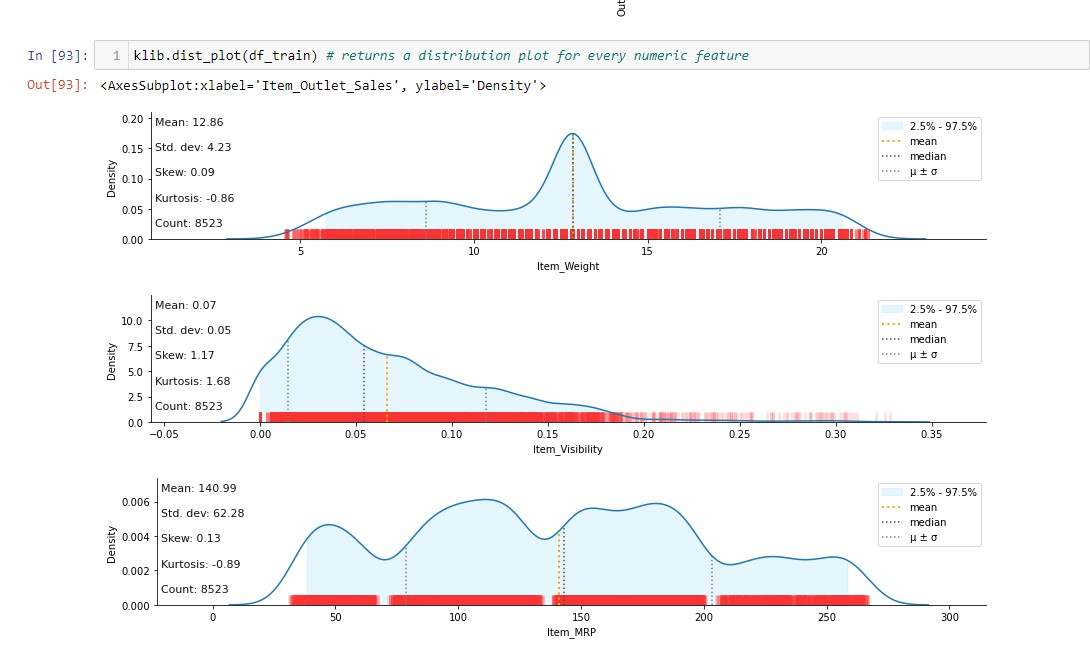 Out
In [93]: 1 klib.dist_plot(df_train) # returns a distribution plot for every numeric feature
Out[93]: <AxesSubplot:xlabel='Item_Outlet_Sales', ylabel='Density'>
Mean: 12.86
Std. dev: 4.23
Skew: 0.09
Kurtosis: -0.86
Count: 8523
0.20
0.15
0.10
0.05
0.00
Density
2.5% - 97.5%
mean
median
μ ± σ
5 10 15 20
Item_Weight
Mean: 0.07
Std. dev: 0.05
Skew: 1.17
Kurtosis: 1.68
Count: 8523
10.0
7.5
5.0
2.5
0.0
Density
2.5% - 97.5%
mean
median
μ ± σ
−0.05 0.00 0.05 0.10 0.15 0.20 0.25 0.30 0.35
Item_Visibility
Mean: 140.99
Std. dev: 62.28
Skew: 0.13
Kurtosis: -0.89
Count: 8523
0.006
0.004
0.002
0.000
Density
2.5% - 97.5%
mean
median
μ ± σ
0 50 100 150 200 250 300
Item_MRP